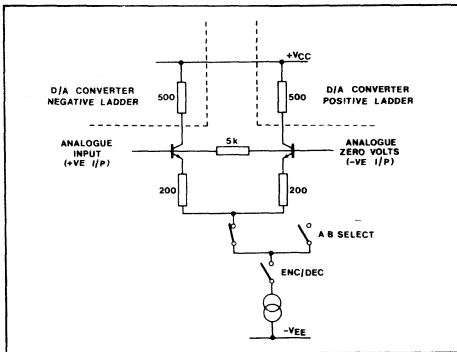 +VCC
D/A CONVERTER
NEGATIVE LADDER
500
500
D/A CONVERTER
POSITIVE LADDER
ANALOGUE
INPUT
(+VE I/P)
5k
ANALOGUE
ZERO VOLTS
(-VE I/P)
200
200
A B SELECT
ENC/DEC
-VEE